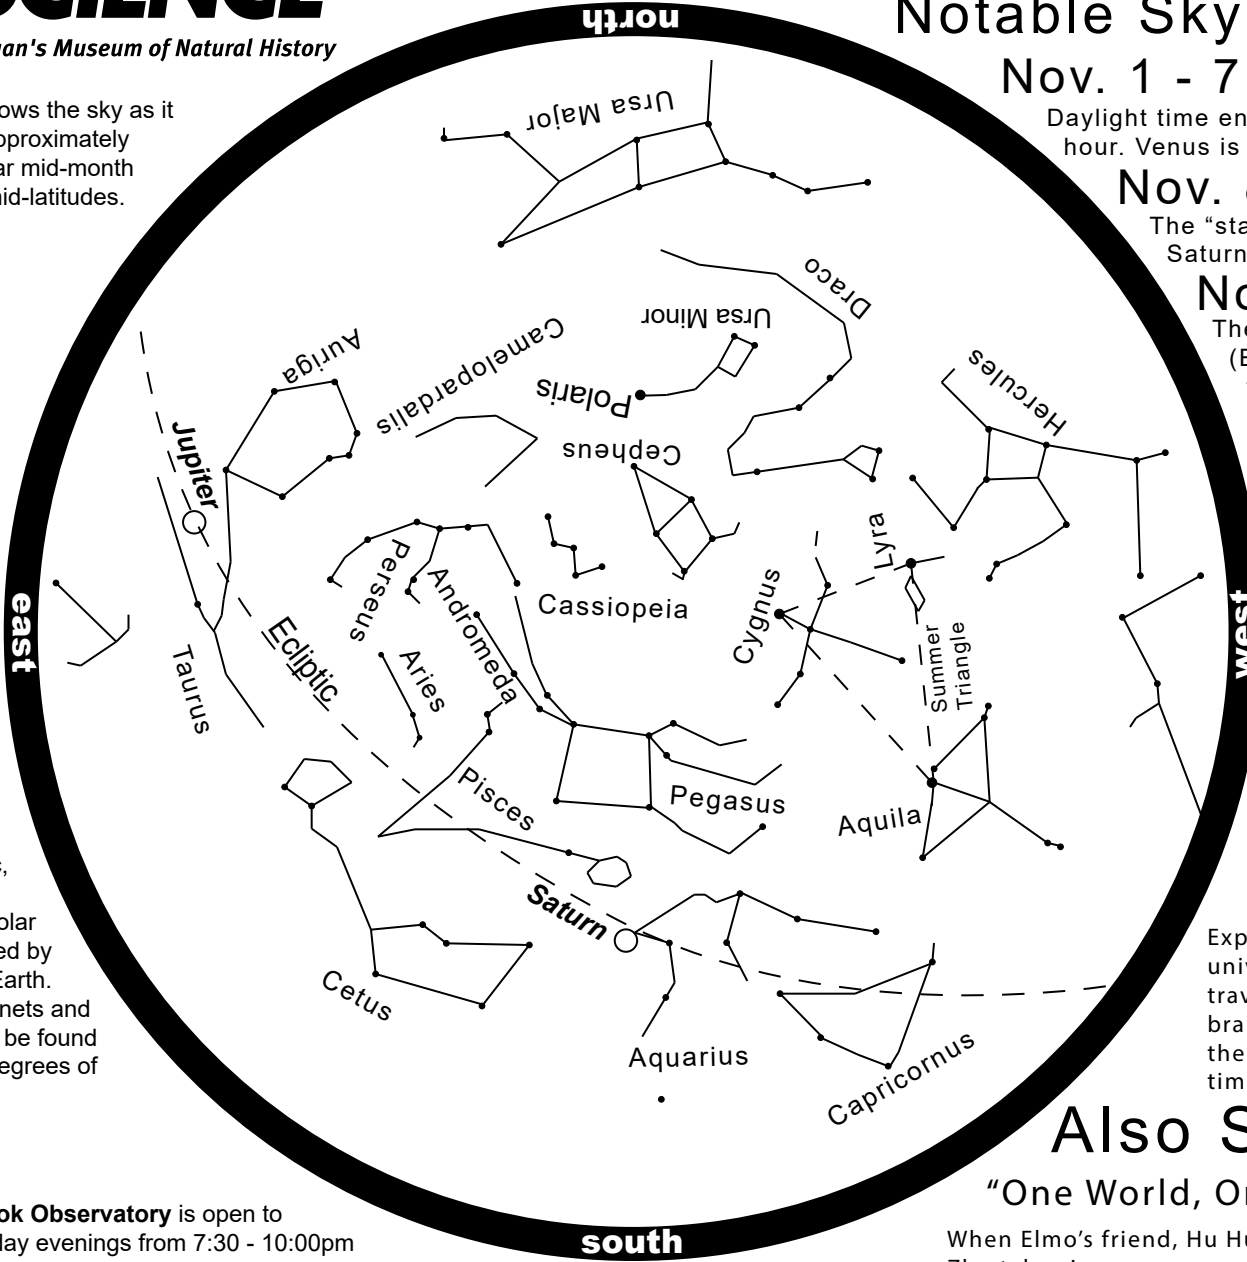 SCIENCE
an's Museum of Natural History
ows the sky as it
pproximately
ar mid-month
id-latitudes.
Notable Sky
Nov. 1 - 7
Daylight time en
hour. Venus is
Nov.
The “sta
Saturn
No
The
(E
north
Ursa Major
Draco
Ursa Minor
Camelopardalis
Auriga
Polaris
Hercules
Jupiter
Cepheus
Lyra
Perseus
Andromeda
Cassiopeia
Cygnus
east
west
Ecliptic
Taurus
Aries
Summer
Triangle
Pisces
Pegasus
Aquila
Saturn
Cetus
Aquarius
Capricornus
south
olar
ed by
Earth.
nets and
be found
egrees of
Exp
univ
trav
bra
the
tim
Also S
“One World, On
When Elmo’s friend, Hu Hu
ok Observatory is open to
day evenings from 7:30 - 10:00pm